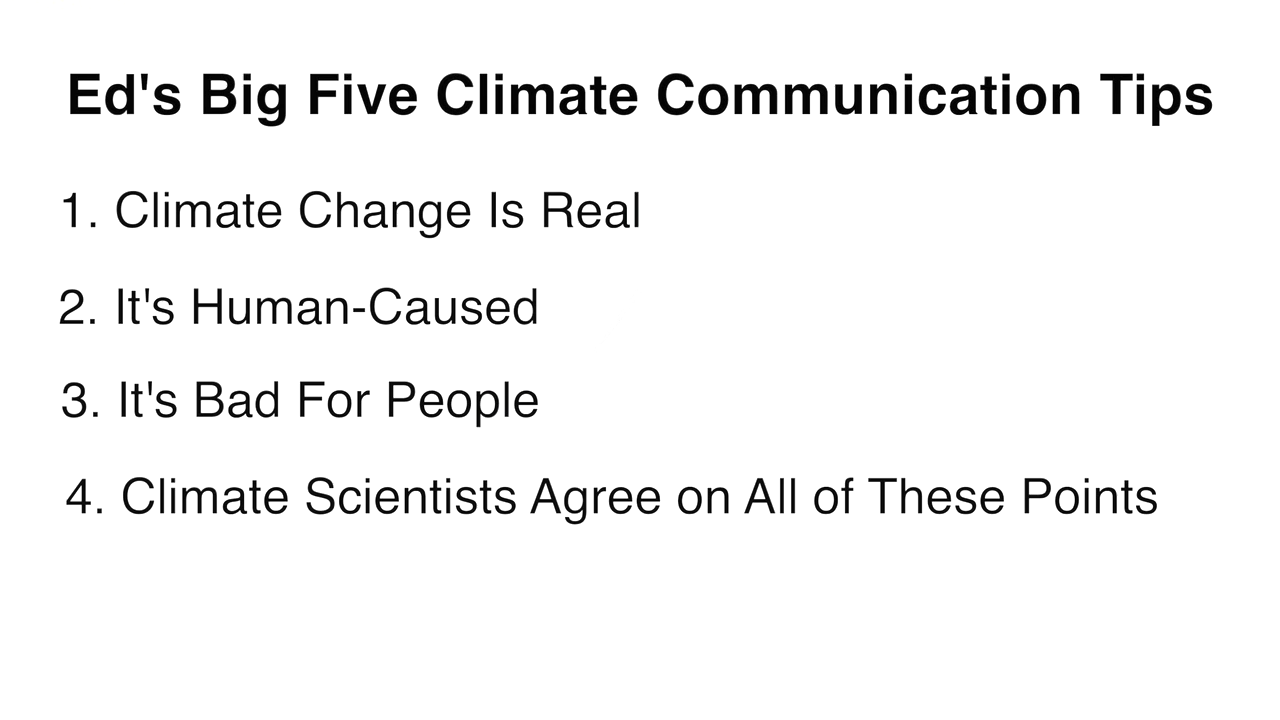 Ed's Big Five Climate Communication Tips
1. Climate Change Is Real
2. It's Human-Caused
3. It's Bad For People
4. Climate Scientists Agree on All of These Points